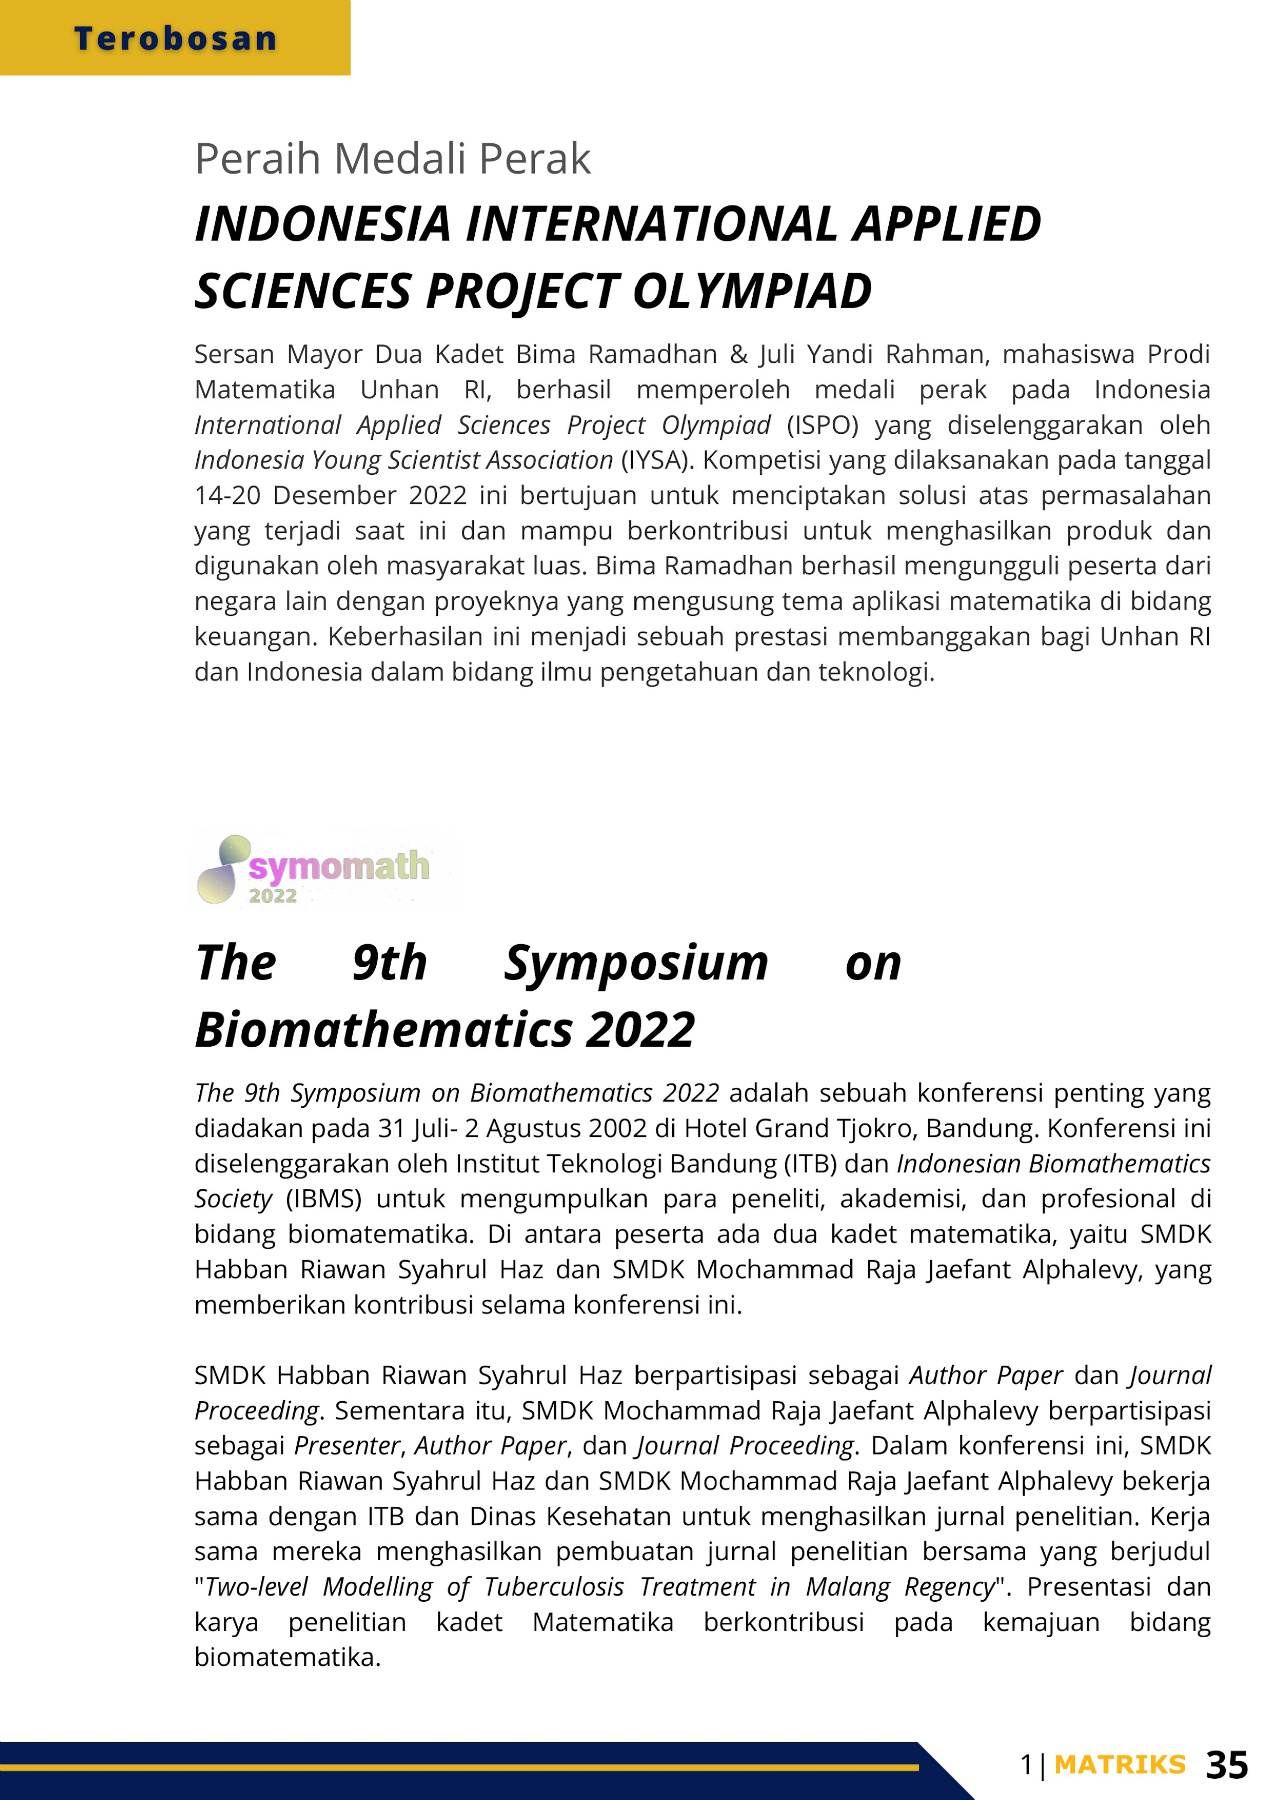 Terobosan
Peraih Medali Perak
INDONESIA INTERNATIONAL APPLIED
SCIENCES PROJECT OLYMPIAD
Sersan Mayor Dua Kadet Bima Ramadhan & Juli Yandi Rahman, mahasiswa Prodi
Matematika Unhan RI, berhasil memperoleh medali perak pada Indonesia
International Applied Sciences Project Olympiad (ISPO) yang diselenggarakan oleh
Indonesia Young Scientist Association (IYSA). Kompetisi yang dilaksanakan pada tanggal
14-20 Desember 2022 ini bertujuan untuk menciptakan solusi atas permasalahan
yang terjadi saat ini dan mampu berkontribusi untuk menghasilkan produk dan
digunakan oleh masyarakat luas. Bima Ramadhan berhasil mengungguli peserta dari
negara lain dengan proyeknya yang mengusung tema aplikasi matematika di bidang
keuangan. Keberhasilan ini menjadi sebuah prestasi membanggakan bagi Unhan RI
dan Indonesia dalam bidang ilmu pengetahuan dan teknologi.
symomath
2022
The 9th Symposium on
Biomathematics 2022
The 9th Symposium on Biomathematics 2022 adalah sebuah konferensi penting yang
diadakan pada 31 Juli- 2 Agustus 2002 di Hotel Grand Tjokro, Bandung. Konferensi ini
diselenggarakan oleh Institut Teknologi Bandung (ITB) dan Indonesian Biomathematics
Society (IBMS) untuk mengumpulkan para peneliti, akademisi, dan profesional di
bidang biomatematika. Di antara peserta ada dua kadet matematika, yaitu SMDK
Habban Riawan Syahrul Haz dan SMDK Mochammad Raja Jaefant Alphalevy, yang
memberikan kontribusi selama konferensi ini.
SMDK Habban Riawan Syahrul Haz berpartisipasi sebagai Author Paper dan Journal
Proceeding. Sementara itu, SMDK Mochammad Raja Jaefant Alphalevy berpartisipasi
sebagai Presenter, Author Paper, dan Journal Proceeding. Dalam konferensi ini, SMDK
Habban Riawan Syahrul Haz dan SMDK Mochammad Raja Jaefant Alphalevy bekerja
sama dengan ITB dan Dinas Kesehatan untuk menghasilkan jurnal penelitian. Kerja
sama mereka menghasilkan pembuatan jurnal penelitian bersama yang berjudul
"Two-level Modelling of Tuberculosis Treatment in Malang Regency". Presentasi dan
karya penelitian kadet Matematika berkontribusi pada kemajuan bidang
biomatematika.
1| MATRIKS 35